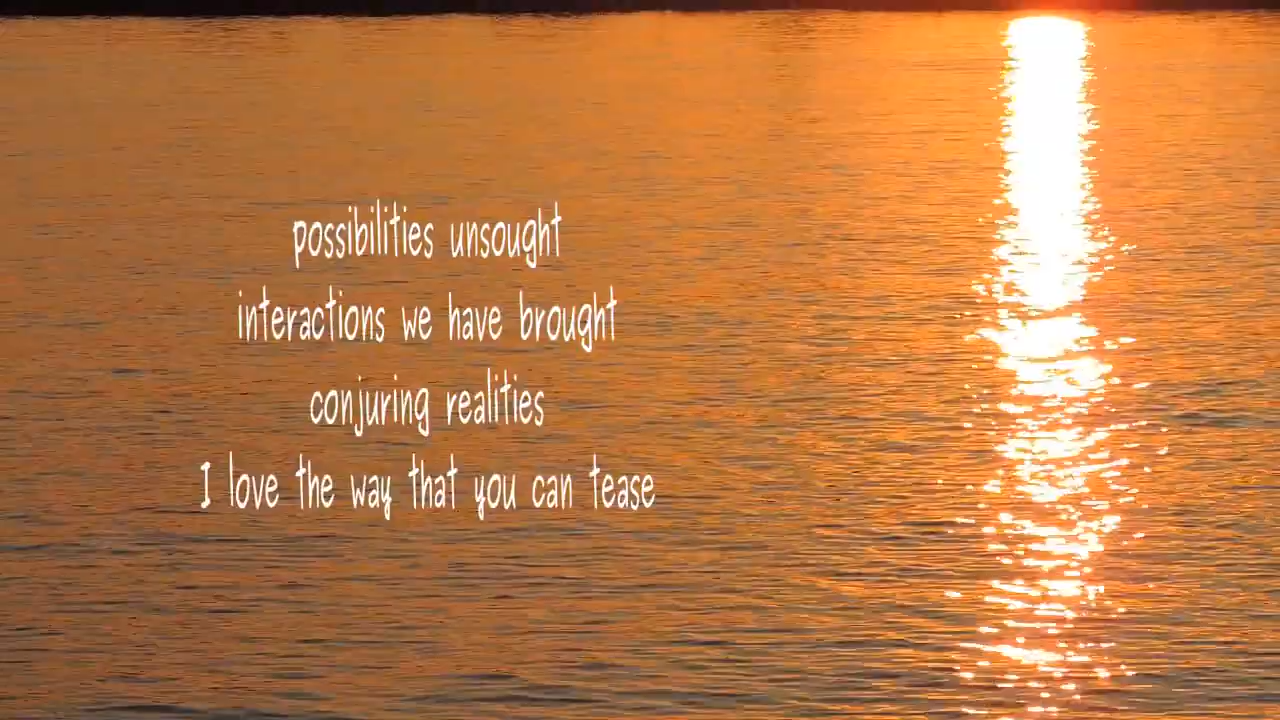 possibilities unsought
interactions we have brought
conjuring realities
I love the way that you can tease